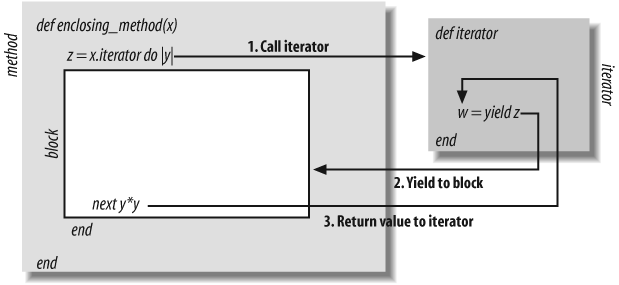 def enclosing_method(x)
z = x.iterator do |y|
1. Call iterator
def iterator
method
iterator
block
w = yield z
end
2. Yield to block
next y*y
3. Return value to iterator
end
end